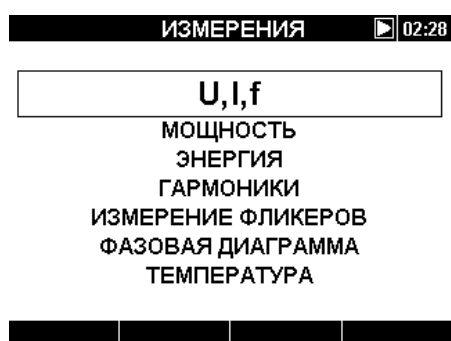 ИЗМЕРЕНИЯ 02:28
U,I,f
МОЩНОСТЬ
ЭНЕРГИЯ
ГАРМОНИКИ
ИЗМЕРЕНИЕ ФЛИКЕРОВ
ФАЗОВАЯ ДИАГРАММА
ТЕМПЕРАТУРА